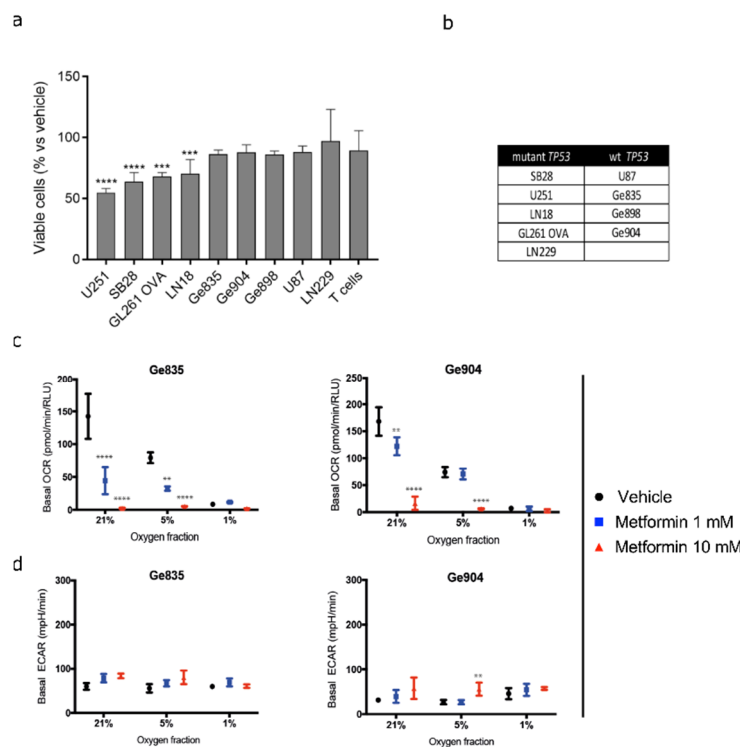 a
b
Viable cells (% vs vehicle)
150
100
50
0
**** **** *** ***
U251 SB28 GL261 OVA LN18 Ge835 Ge904 Ge898 U87 LN229 T cells
mutant TP53 wt TP53
SB28 U87
U251 Ge835
LN18 Ge898
GL261 OVA Ge904
LN229
c
Ge835
Basal OCR (pmol/min/RLU)
200
150
100
50
0
**** **** ** ****
21% 5% 1%
Oxygen fraction
Ge904
Basal OCR (pmol/min/RLU)
250
200
150
100
50
0
** **** ****
21% 5% 1%
Oxygen fraction
Vehicle
Metformin 1 mM
Metformin 10 mM
d
Ge835
Basal ECAR (mpH/min)
300
200
100
0
21% 5% 1%
Oxygen fraction
Ge904
Basal ECAR (mpH/min)
300
200
100
0
**
21% 5% 1%
Oxygen fraction